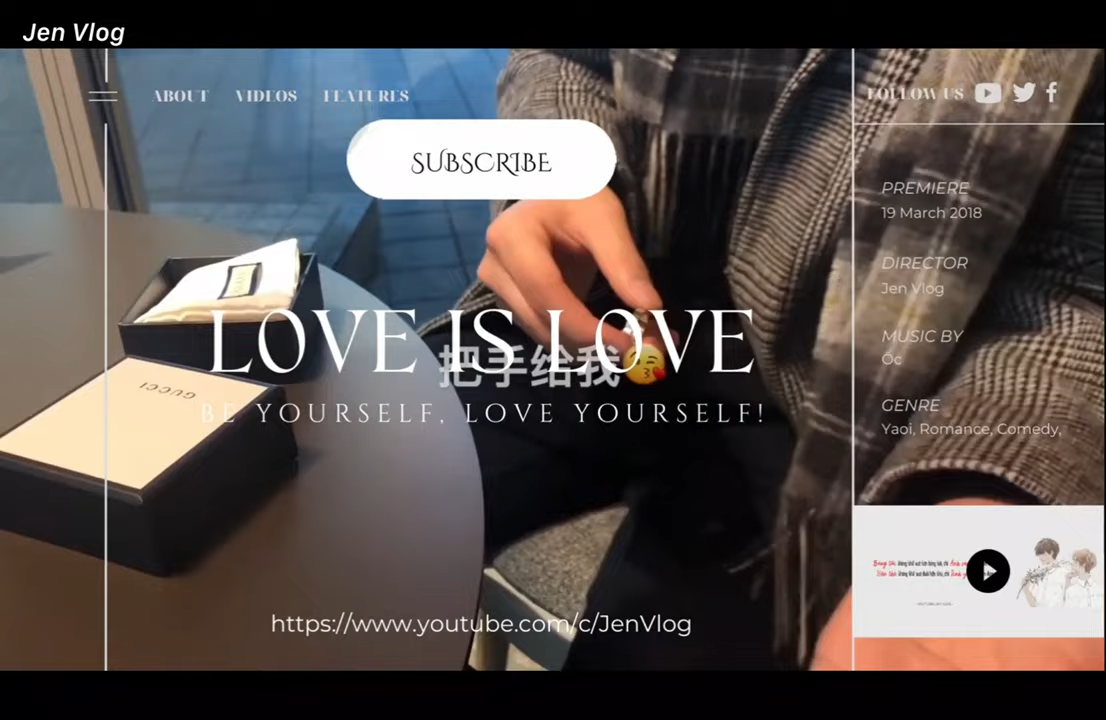 Jen Vlog
ABOUT VIDEOS FEATURES
FOLLOW US
SUBSCRIBE
PREMIERE
19 March 2018
DIRECTOR
Jen Vlog
MUSIC BY
Ốc
GENRE
Yaoi, Romance, Comedy,
LOVE IS LOVE
把手给我😘
BE YOURSELF, LOVE YOURSELF!
GUCCI
https://www.youtube.com/c/JenVlog